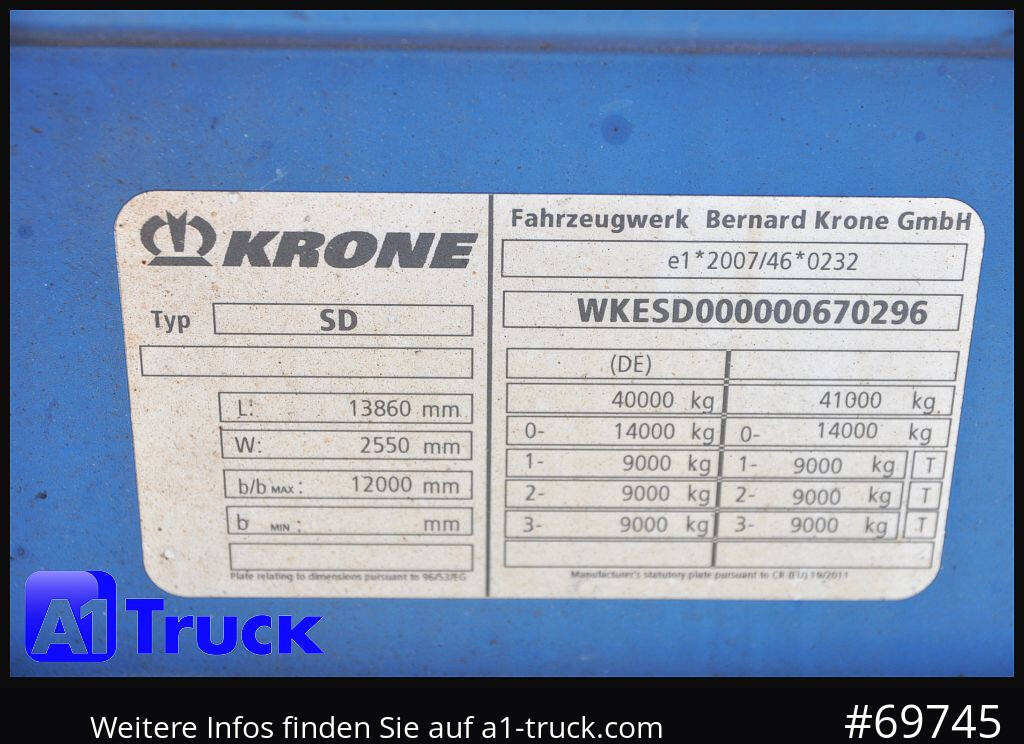 KRONE
Typ SD
L: 13860 mm
W: 2550 mm
b/b MAX: 12000 mm
b MIN: mm
Plate relating to dimensions pursuant to 96/53/EG
Fahrzeugwerk Bernard Krone GmbH
e1*2007/46*0232
WKESD000000670296
(DE)
40000 kg 41000 kg
0- 14000 kg 0- 14000 kg
1- 9000 kg 1- 9000 kg T
2- 9000 kg 2- 9000 kg T
3- 9000 kg 3- 9000 kg T
Manufacturer's statutory plate pursuant to CR (EU) 19/2011
A1 Truck
Weitere Infos finden Sie auf a1-truck.com
#69745